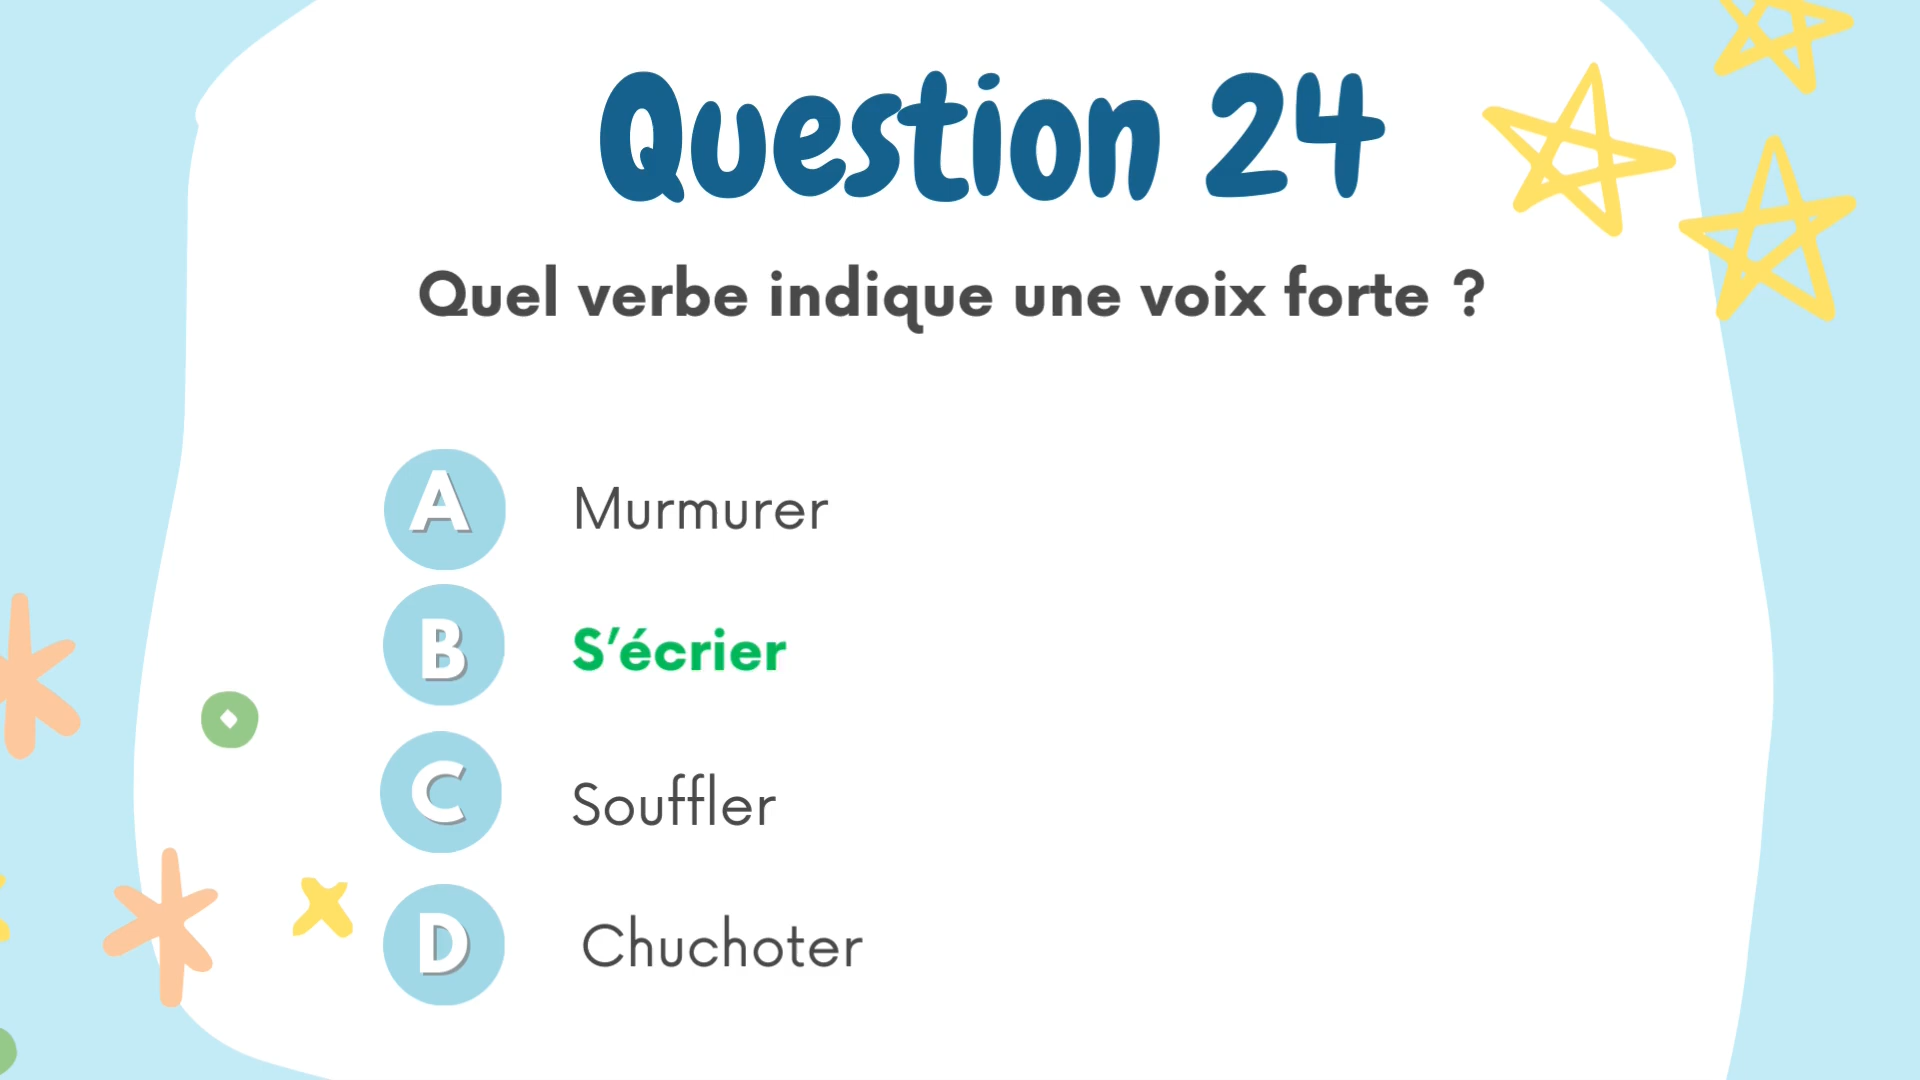 Question 24
Quel verbe indique une voix forte ?
A Murmurer
B S’écrier
C Souffler
D Chuchoter